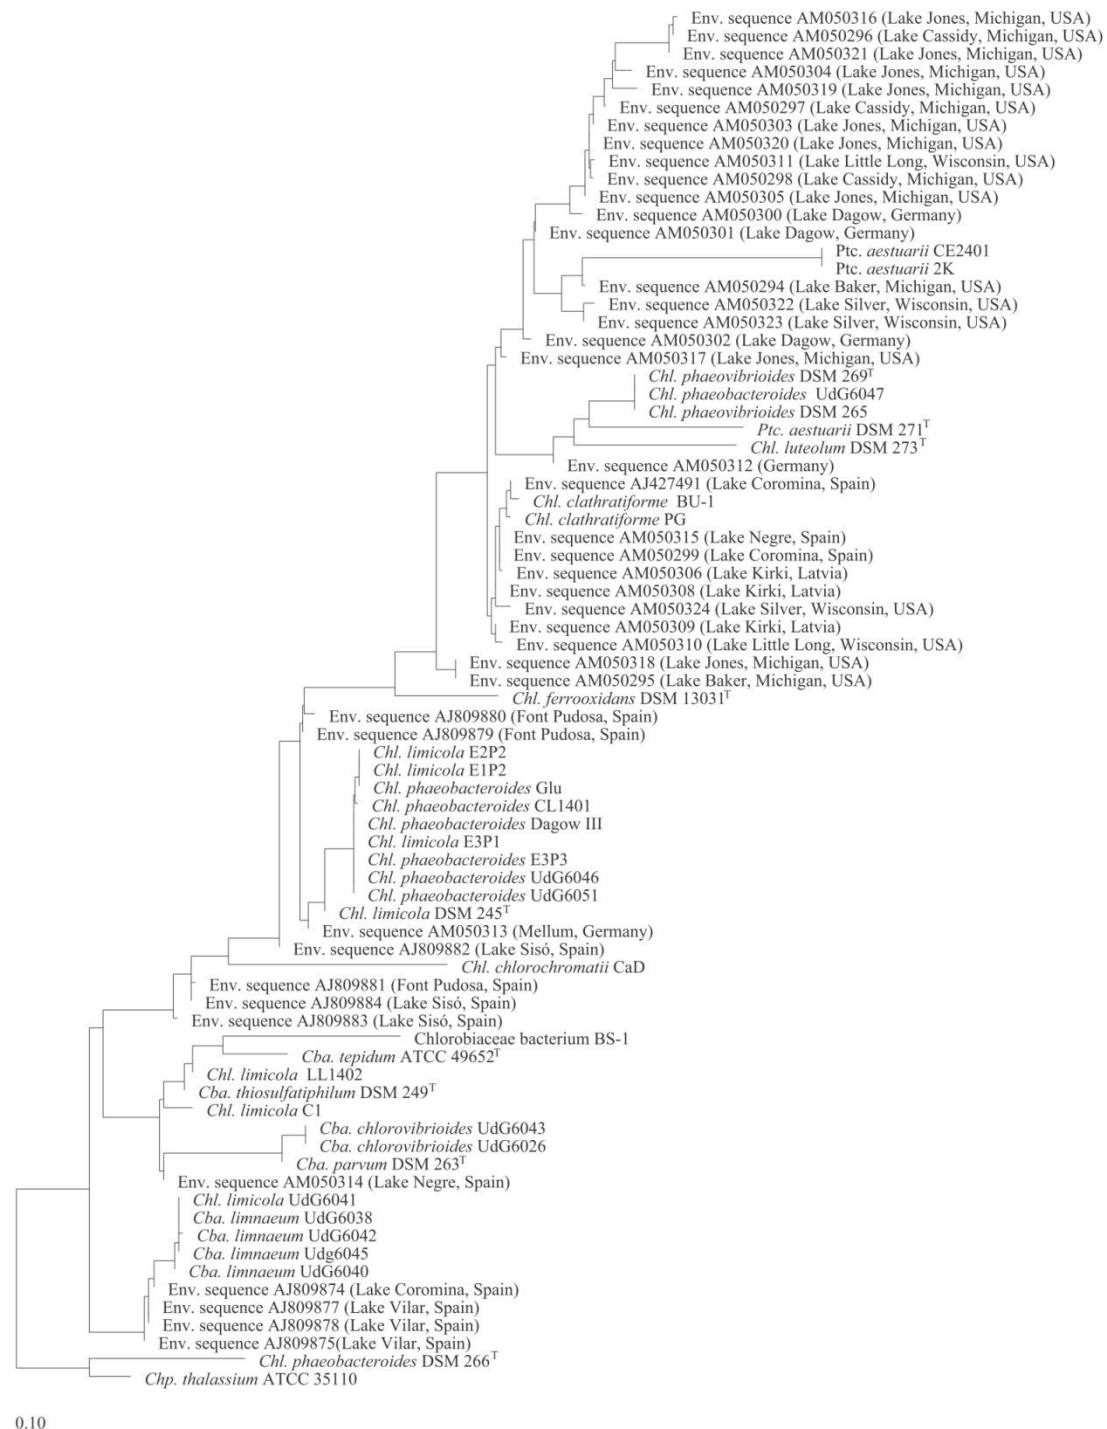 Env. sequence AM050316 (Lake Jones, Michigan, USA)
Env. sequence AM050296 (Lake Cassidy, Michigan, USA)
Env. sequence AM050321 (Lake Jones, Michigan, USA)
Env. sequence AM050304 (Lake Jones, Michigan, USA)
Env. sequence AM050319 (Lake Jones, Michigan, USA)
Env. sequence AM050297 (Lake Cassidy, Michigan, USA)
Env. sequence AM050303 (Lake Jones, Michigan, USA)
Env. sequence AM050320 (Lake Jones, Michigan, USA)
Env. sequence AM050311 (Lake Little Long, Wisconsin, USA)
Env. sequence AM050298 (Lake Cassidy, Michigan, USA)
Env. sequence AM050305 (Lake Jones, Michigan, USA)
Env. sequence AM050300 (Lake Dagow, Germany)
Env. sequence AM050301 (Lake Dagow, Germany)
Ptc. aestuarii CE2401
Ptc. aestuarii 2K
Env. sequence AM050294 (Lake Baker, Michigan, USA)
Env. sequence AM050322 (Lake Silver, Wisconsin, USA)
Env. sequence AM050323 (Lake Silver, Wisconsin, USA)
Env. sequence AM050302 (Lake Dagow, Germany)
Env. sequence AM050317 (Lake Jones, Michigan, USA)
Chl. phaeovibrioides DSM 269T
Chl. phaeobacteroides UdG6047
Chl. phaeovibrioides DSM 265
Ptc. aestuarii DSM 271T
Chl. luteolum DSM 273T
Env. sequence AM050312 (Germany)
Env. sequence AJ427491 (Lake Coromina, Spain)
Chl. clathratiforme BU-1
Chl. clathratiforme PG
Env. sequence AM050315 (Lake Negre, Spain)
Env. sequence AM050299 (Lake Coromina, Spain)
Env. sequence AM050306 (Lake Kirki, Latvia)
Env. sequence AM050308 (Lake Kirki, Latvia)
Env. sequence AM050324 (Lake Silver, Wisconsin, USA)
Env. sequence AM050309 (Lake Kirki, Latvia)
Env. sequence AM050310 (Lake Little Long, Wisconsin, USA)
Env. sequence AM050318 (Lake Jones, Michigan, USA)
Env. sequence AM050295 (Lake Baker, Michigan, USA)
Chl. ferrooxidans DSM 13031T
Env. sequence AJ809880 (Font Pudosa, Spain)
Env. sequence AJ809879 (Font Pudosa, Spain)
Chl. limicola E2P2
Chl. limicola E1P2
Chl. phaeobacteroides Glu
Chl. phaeobacteroides CL1401
Chl. phaeobacteroides Dagow III
Chl. limicola E3P1
Chl. phaeobacteroides E3P3
Chl. phaeobacteroides UdG6046
Chl. phaeobacteroides UdG6051
Chl. limicola DSM 245T
Env. sequence AM050313 (Mellum, Germany)
Env. sequence AJ809882 (Lake Sisó, Spain)
Chl. chlorochromatii CaD
Env. sequence AJ809881 (Font Pudosa, Spain)
Env. sequence AJ809884 (Lake Sisó, Spain)
Env. sequence AJ809883 (Lake Sisó, Spain)
Chlorobiaceae bacterium BS-1
Cba. tepidum ATCC 49652T
Chl. limicola LL1402
Cba. thiosulfatiphilum DSM 249T
Chl. limicola C1
Cba. chlorovibrioides UdG6043
Cba. chlorovibrioides UdG6026
Cba. parvum DSM 263T
Env. sequence AM050314 (Lake Negre, Spain)
Chl. limicola UdG6041
Cba. limnaeum UdG6038
Cba. limnaeum UdG6042
Cba. limnaeum Udg6045
Cba. limnaeum UdG6040
Env. sequence AJ809874 (Lake Coromina, Spain)
Env. sequence AJ809877 (Lake Vilar, Spain)
Env. sequence AJ809878 (Lake Vilar, Spain)
Env. sequence AJ809875(Lake Vilar, Spain)
Chl. phaeobacteroides DSM 266T
Chp. thalassium ATCC 35110
0.10